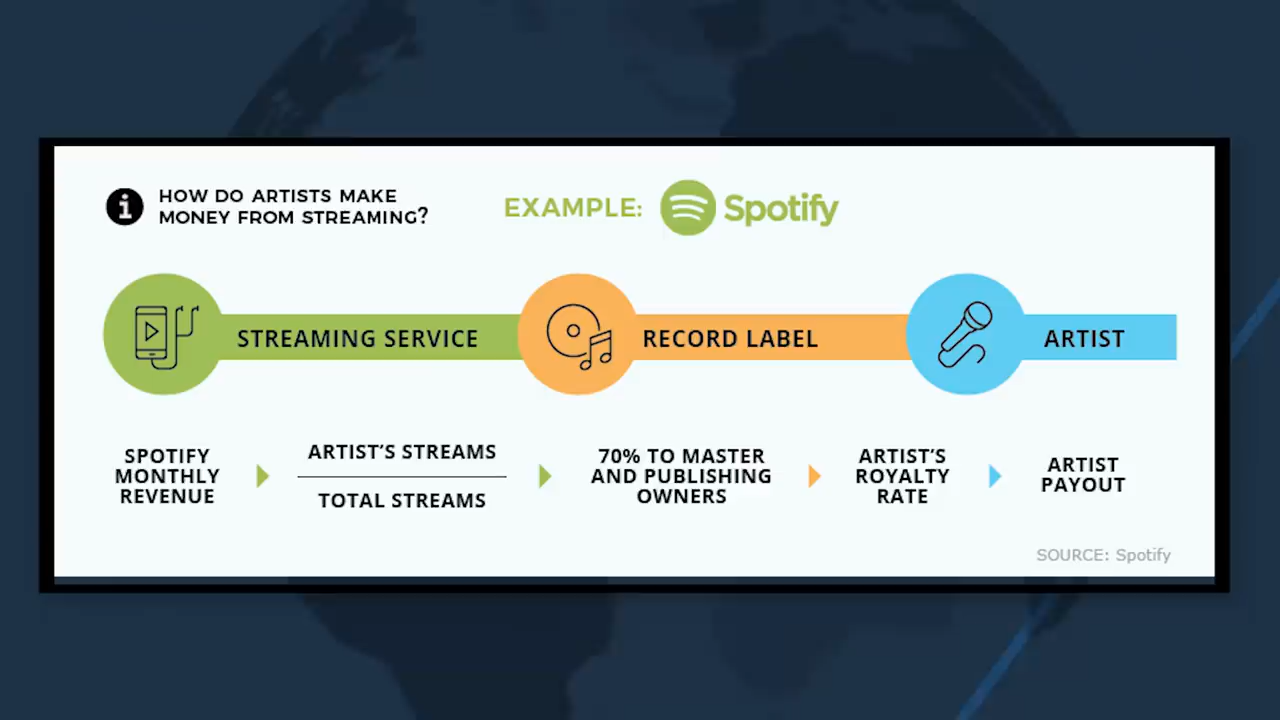 HOW DO ARTISTS MAKE
MONEY FROM STREAMING?
EXAMPLE: Spotify
STREAMING SERVICE
RECORD LABEL
ARTIST
SPOTIFY
MONTHLY
REVENUE
ARTIST'S STREAMS
TOTAL STREAMS
70% TO MASTER
AND PUBLISHING
OWNERS
ARTIST'S
ROYALTY
RATE
ARTIST
PAYOUT
SOURCE: Spotify